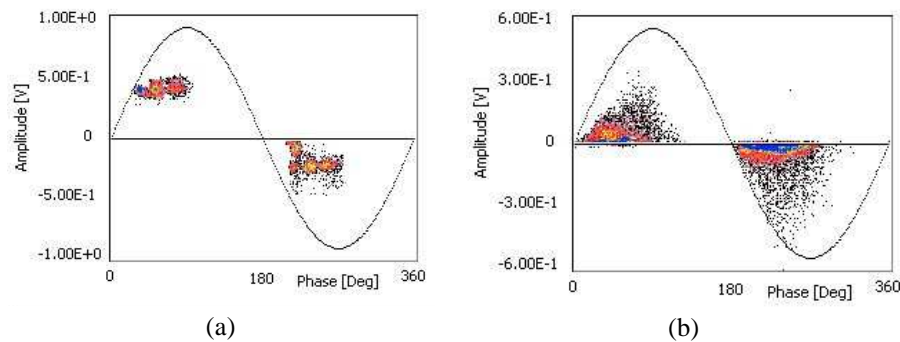 1.00E+0
5.00E-1
0
-5.00E-1
-1.00E+0
Amplitude [V]
0
180
Phase [Deg]
360
(a)
6.00E-1
3.00E-1
0
-3.00E-1
-6.00E-1
Amplitude [V]
0
180
Phase [Deg]
360
(b)